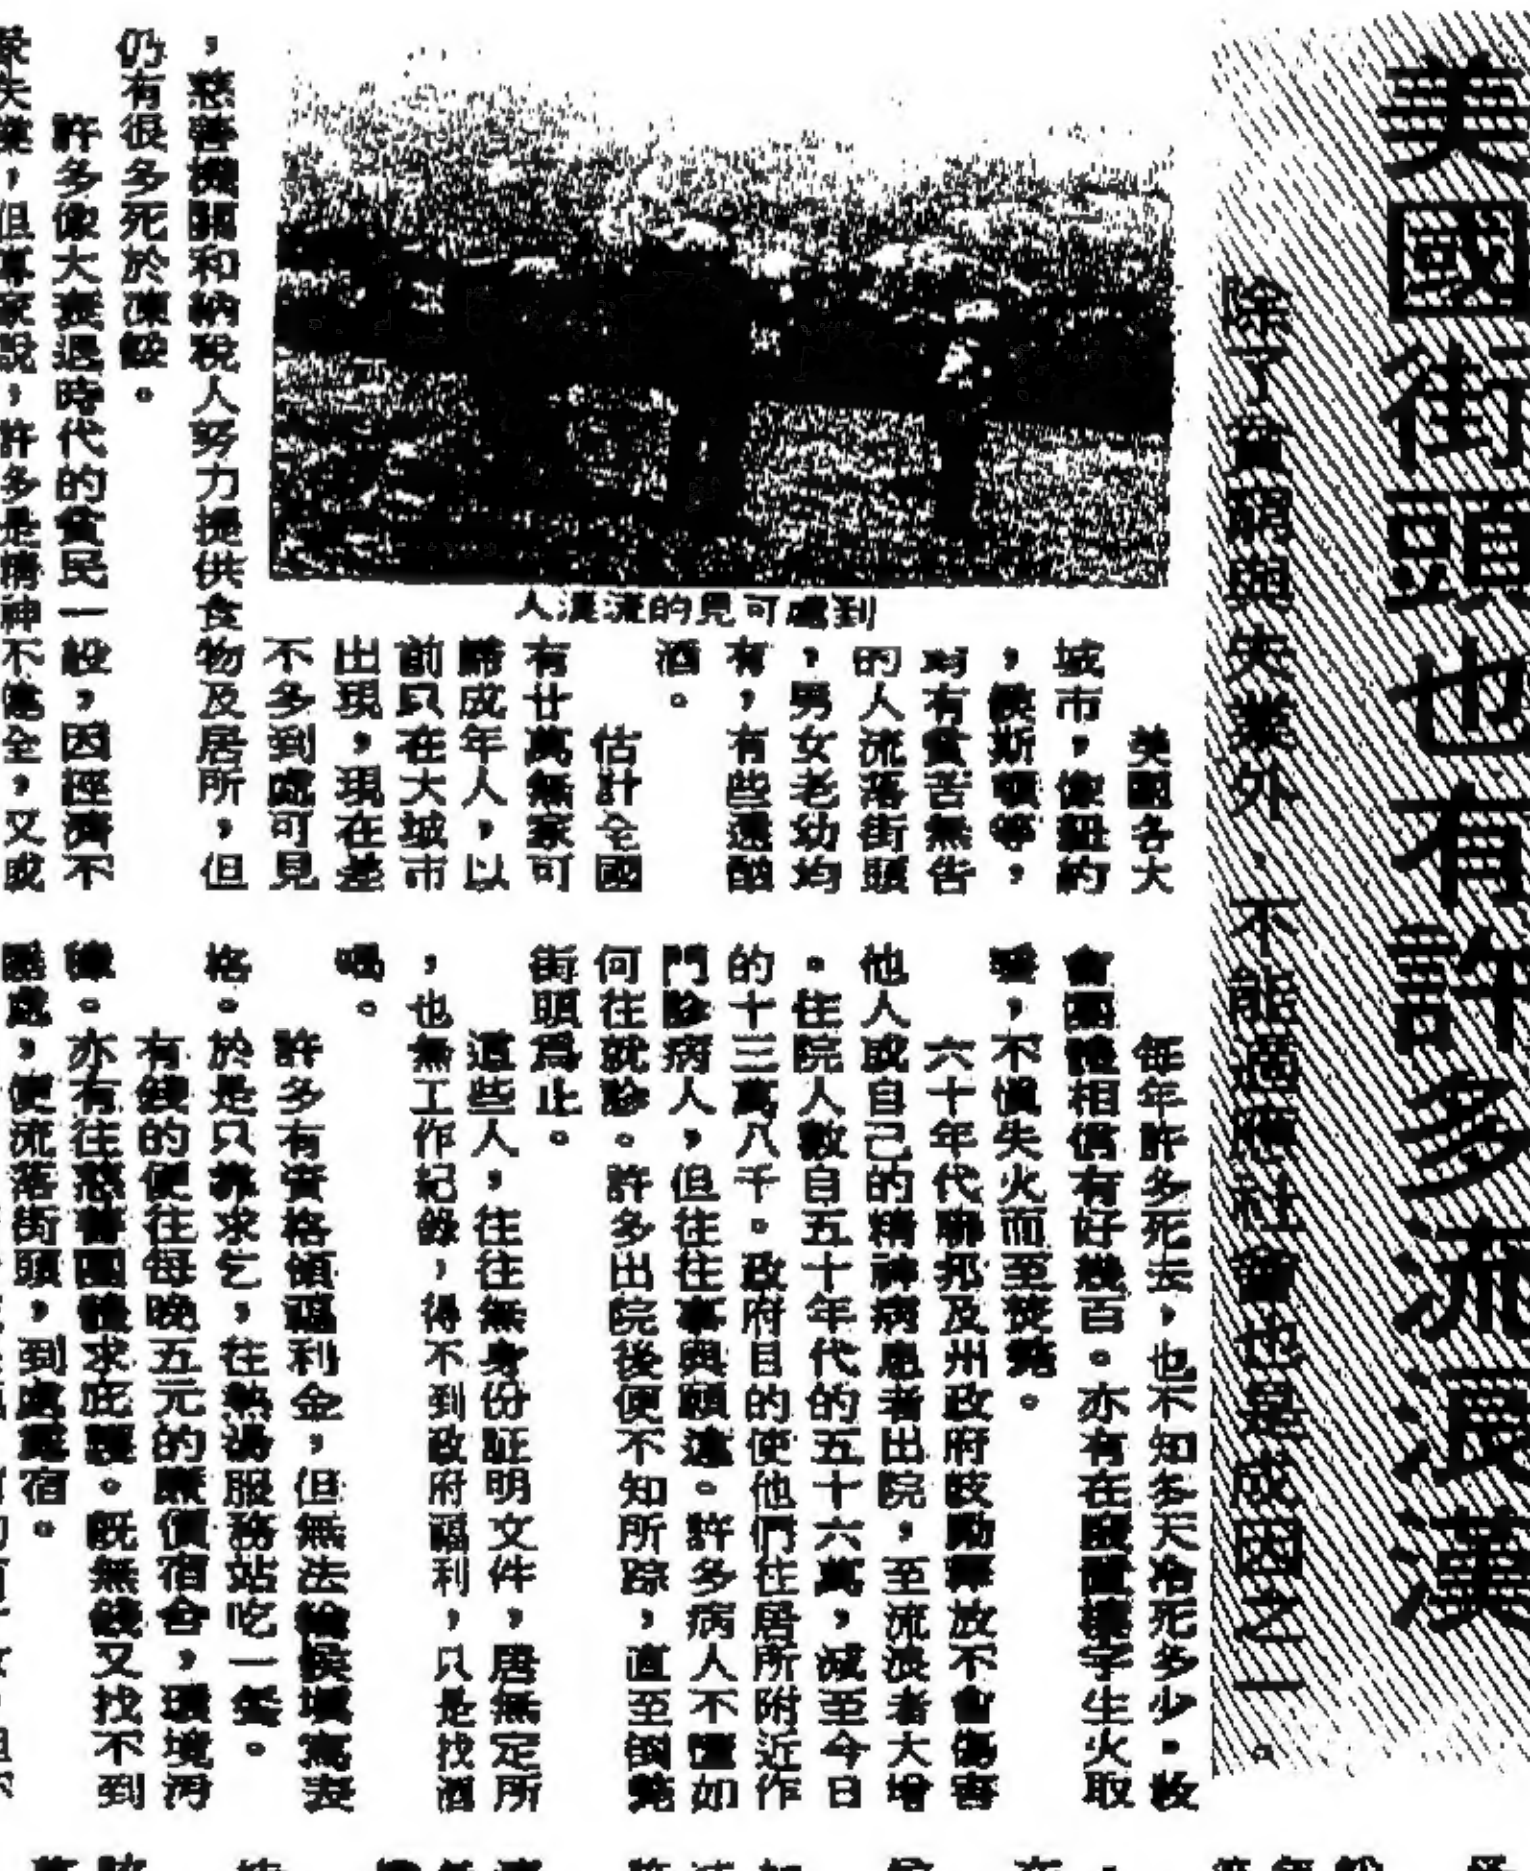 美國街頭也有許多流浪漢
除了貧窮與失業外，不能適應社會也是成因之一。
到處可見的流浪漢人
美國各大
城市，像紐約
，侯斯頓等，
均有貧苦無告
的人流落街頭
，男女老幼均
有，有些還酗
酒。
估計全國
有廿萬無家可
歸成年人，以
前只在大城市
出現，現在差
不多到處可見
，慈善機關和納稅人努力提供食物及居所，但
仍有很多死於凍餒。
許多像大衰退時代的貧民一般，因經濟不
失業，但專家說，許多是精神不健全，又或
每年許多死去，也不知冬天冷死多少。救
會團體相信有好幾百。亦有在廢置樓宇生火取
暖，不慎失火而至焚斃。
六十年代聯邦及州政府鼓勵釋放不會傷害
他人或自己的精神病患者出院，至流浪者大增
。住院人數自五十年代的五十六萬，減至今日
的十三萬八千。政府目的使他們在居所附近作
門診病人，但往往事與願違。許多病人不懂如
何往就診。許多出院後便不知所踪，直至倒斃
街頭爲止。
這些人，往往無身份証明文件，居無定所
，也無工作紀錄，得不到政府福利，只是找酒
喝。
許多有資格領福利金，但無法輪候填寫表
格。於是只靠求乞，往熱湯服務站吃一餐。
有錢的便往每晚五元的廉價宿舍，環境污
穢。亦有往慈善團體求庇護。既無錢又找不到
處，便流落街頭，到處露宿。